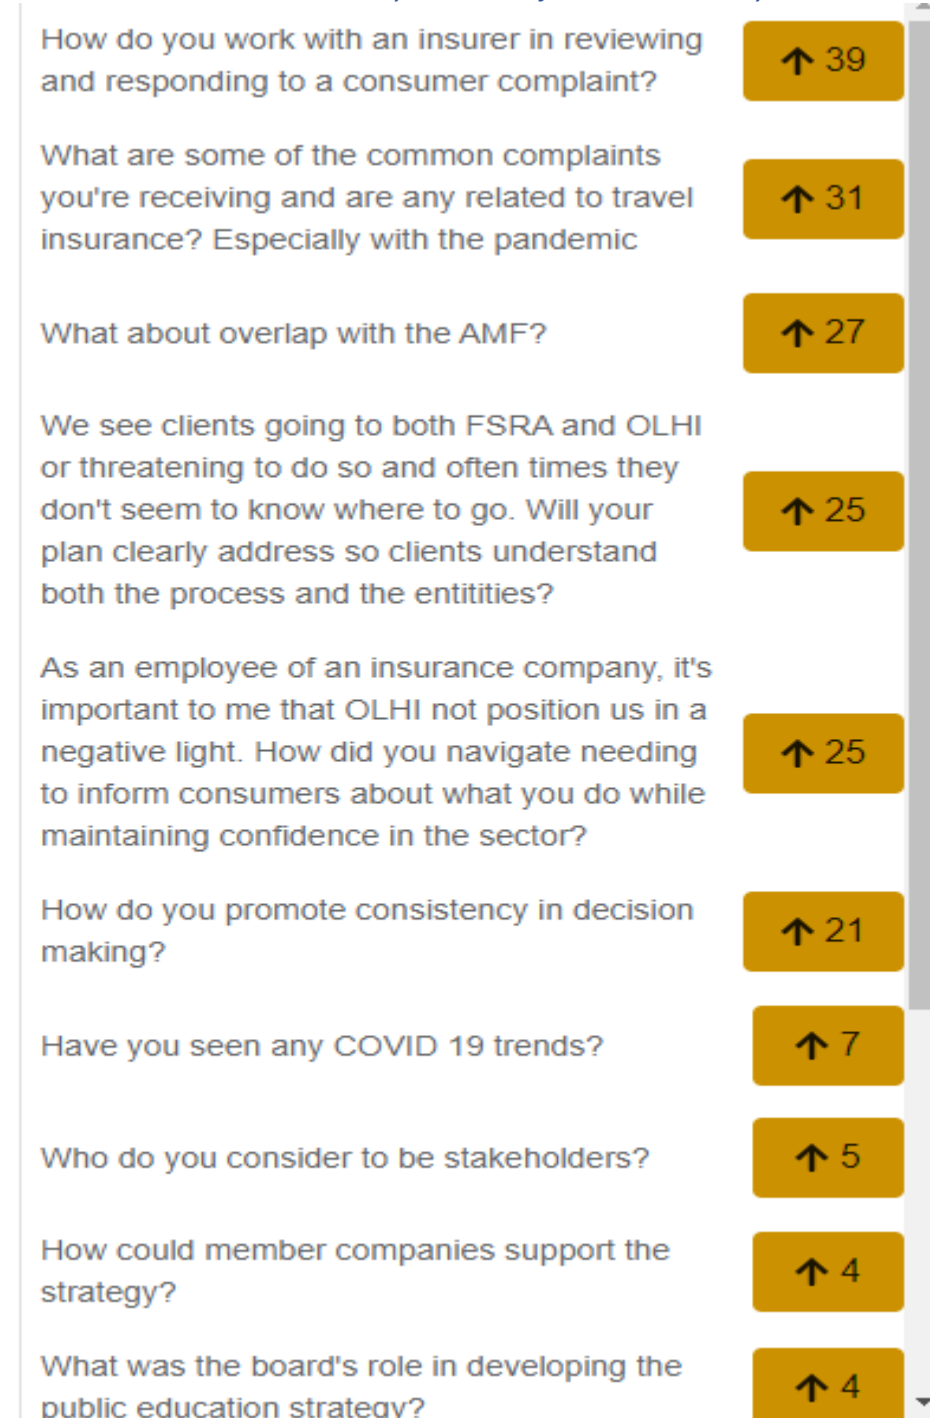 How do you work with an insurer in reviewing
and responding to a consumer complaint?
↑ 39
What are some of the common complaints
you're receiving and are any related to travel
insurance? Especially with the pandemic
↑ 31
What about overlap with the AMF?
↑ 27
We see clients going to both FSRA and OLHI
or threatening to do so and often times they
don't seem to know where to go. Will your
plan clearly address so clients understand
both the process and the entitities?
↑ 25
As an employee of an insurance company, it's
important to me that OLHI not position us in a
negative light. How did you navigate needing
to inform consumers about what you do while
maintaining confidence in the sector?
↑ 25
How do you promote consistency in decision
making?
↑ 21
Have you seen any COVID 19 trends?
↑ 7
Who do you consider to be stakeholders?
↑ 5
How could member companies support the
strategy?
↑ 4
What was the board's role in developing the
public education strategy?
↑ 4